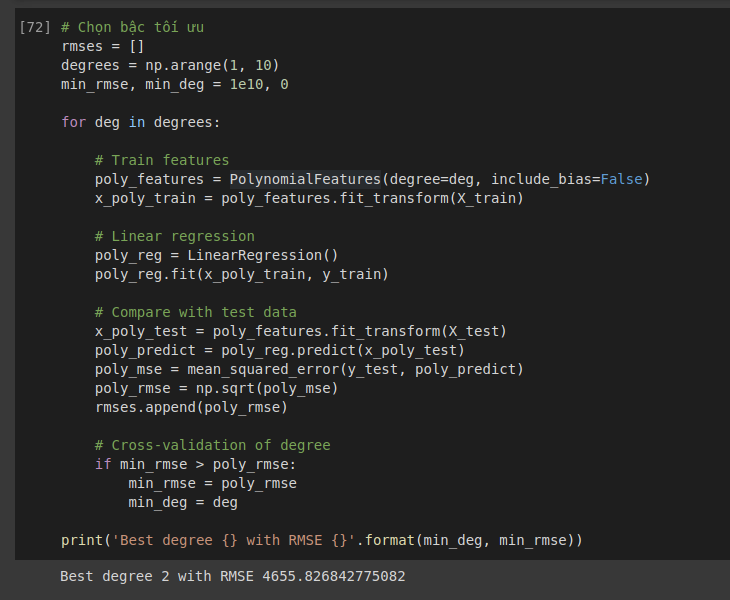 [72] # Chọn bậc tối ưu
rmses = []
degrees = np.arange(1, 10)
min_rmse, min_deg = 1e10, 0
for deg in degrees:
# Train features
poly_features = PolynomialFeatures(degree=deg, include_bias=False)
x_poly_train = poly_features.fit_transform(X_train)
# Linear regression
poly_reg = LinearRegression()
poly_reg.fit(x_poly_train, y_train)
# Compare with test data
x_poly_test = poly_features.fit_transform(X_test)
poly_predict = poly_reg.predict(x_poly_test)
poly_mse = mean_squared_error(y_test, poly_predict)
poly_rmse = np.sqrt(poly_mse)
rmses.append(poly_rmse)
# Cross-validation of degree
if min_rmse > poly_rmse:
min_rmse = poly_rmse
min_deg = deg
print('Best degree {} with RMSE {}'.format(min_deg, min_rmse))
Best degree 2 with RMSE 4655.826842775082